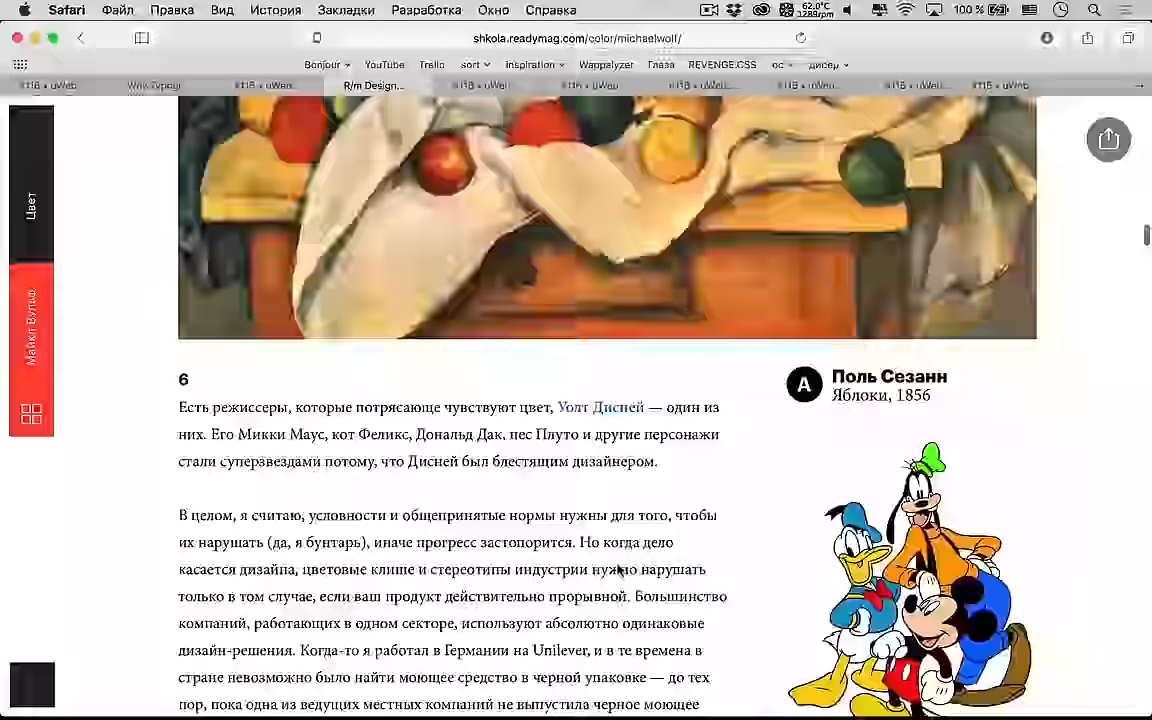 Safari Файл Правка Вид История Закладки Разработка Окно Справка
62.0°C
1289rpm
100 %
shkola.readymag.com/color/michaelwolf/
Bonjour YouTube Trello sort Inspiration Wappalyzer Глаза REVENGE.CSS ос дисер
R/m Design...
Цвет
Майкл Вульф
6
Есть режиссеры, которые потрясающе чувствуют цвет, Уолт Дисней — один из
них. Его Микки Маус, кот Феликс, Дональд Дак, пес Плуто и другие персонажи
стали суперзвездами потому, что Дисней был блестящим дизайнером.
А
Поль Сезанн
Яблоки, 1856
В целом, я считаю, условности и общепринятые нормы нужны для того, чтобы
их нарушать (да, я бунтарь), иначе прогресс застопорится. Но когда дело
касается дизайна, цветовые клише и стереотипы индустрии нужно нарушать
только в том случае, если ваш продукт действительно прорывной. Большинство
компаний, работающих в одном секторе, используют абсолютно одинаковые
дизайн-решения. Когда-то я работал в Германии на Unilever, и в те времена в
стране невозможно было найти моющее средство в черной упаковке — до тех
пор, пока одна из ведущих местных компаний не выпустила черное моющее